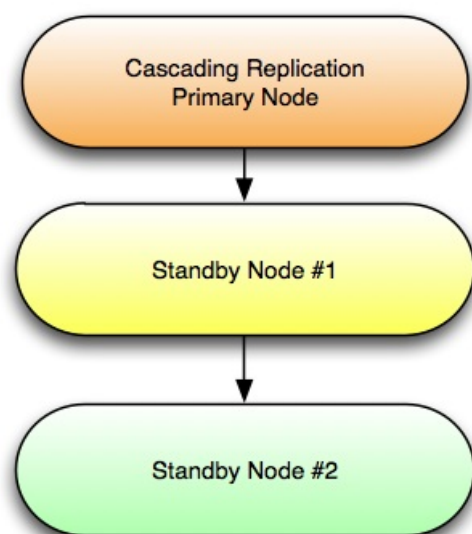 Cascading Replication
Primary Node
Standby Node #1
Standby Node #2